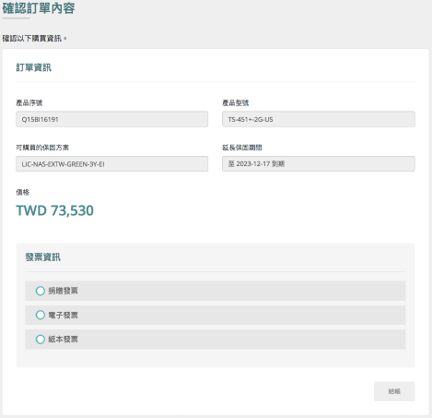 確認訂單內容
確認以下購買資訊。
訂單資訊
產品序號
產品型號
Q15BI16191
TS-451+-2G-US
可購買的保固方案
延長保固期間
LIC-NAS-EXTW-GREEN-3Y-EI
至 2023-12-17 到期
價格
TWD 73,530
發票資訊
捐贈發票
電子發票
紙本發票
結帳